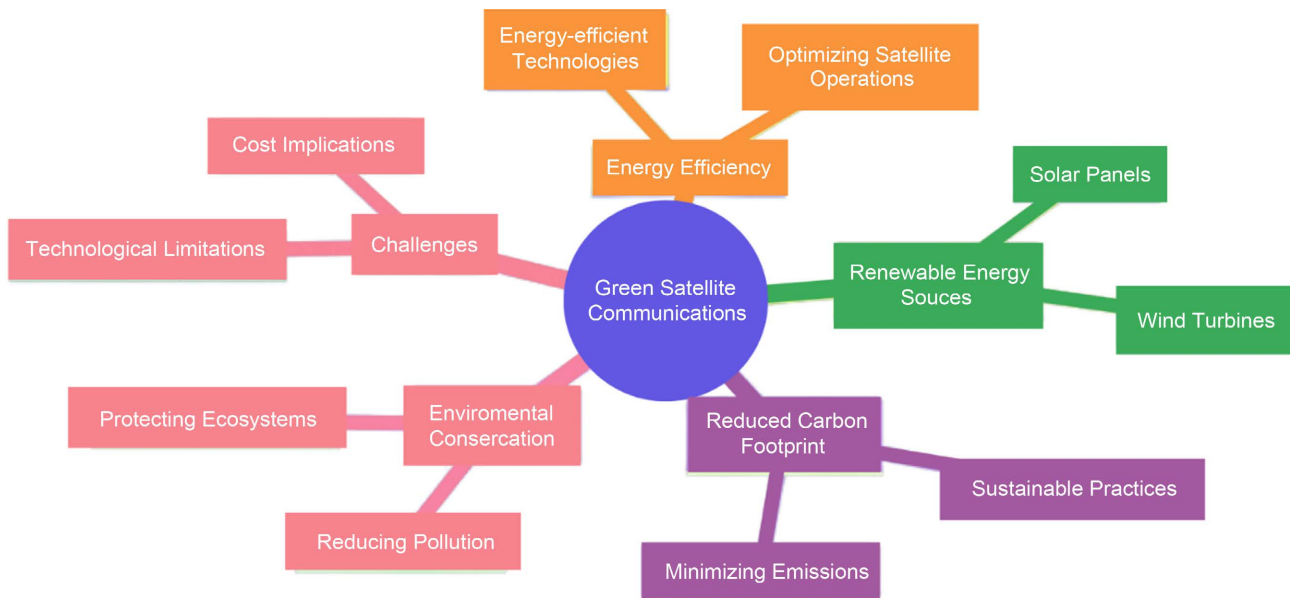 Energy-efficient
Technologies
Optimizing Satellite
Operations
Energy Efficiency
Cost Implications
Technological Limitations
Challenges
Solar Panels
Renewable Energy
Souces
Wind Turbines
Green Satellite
Communications
Protecting Ecosystems
Enviromental
Consercation
Reducing Pollution
Reduced Carbon
Footprint
Sustainable Practices
Minimizing Emissions